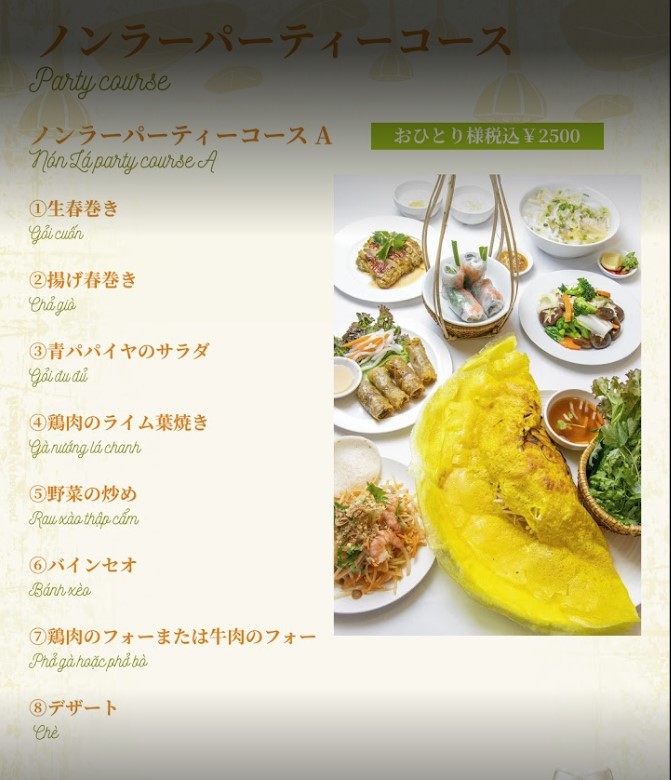 ノンラーパーティーコース
Party course
ノンラーパーティーコース A
おひとり様税込￥2500
Nón Lá party course A
①生春巻き
Gỏi cuốn
②揚げ春巻き
Chả giò
③青パパイヤのサラダ
Gỏi đu đủ
④鶏肉のライム葉焼き
Gà nướng lá chanh
⑤野菜の炒め
Rau xào thập cẩm
⑥バインセオ
Bánh xèo
⑦鶏肉のフォーまたは牛肉のフォー
Phở gà hoặc phở bò
⑧デザート
Chè